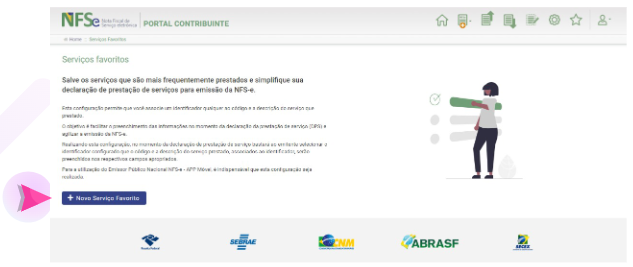 NFSe Nota Fiscal de Serviço eletrônica PORTAL CONTRIBUINTE
Home : Serviços Favoritos
Serviços favoritos
Salve os serviços que são mais frequentemente prestados e simplifique sua
declaração de prestação de serviços para emissão da NFS-e.
Esta configuração permite que você associe um identificador qualquer ao código e a descrição do serviço que
prestado.
O objetivo é facilitar o preenchimento das informações no momento da declaração da prestação de serviço (DPS) e
agilizar a emissão da NFS-e.
Realizando esta configuração, no momento da declaração de prestação de serviço bastará ao emitente selecionar o
identificador configurado que o código e a descrição do serviço prestado, associados ao identificador, serão
preenchidos nos respectivos campos apropriados.
Para a utilização do Emissor Público Nacional NFS-e - APP Móvel, é indispensável que esta configuração seja
realizada.
+ Novo Serviço Favorito
Receita Federal
SEBRAE
CNM
ABRASF